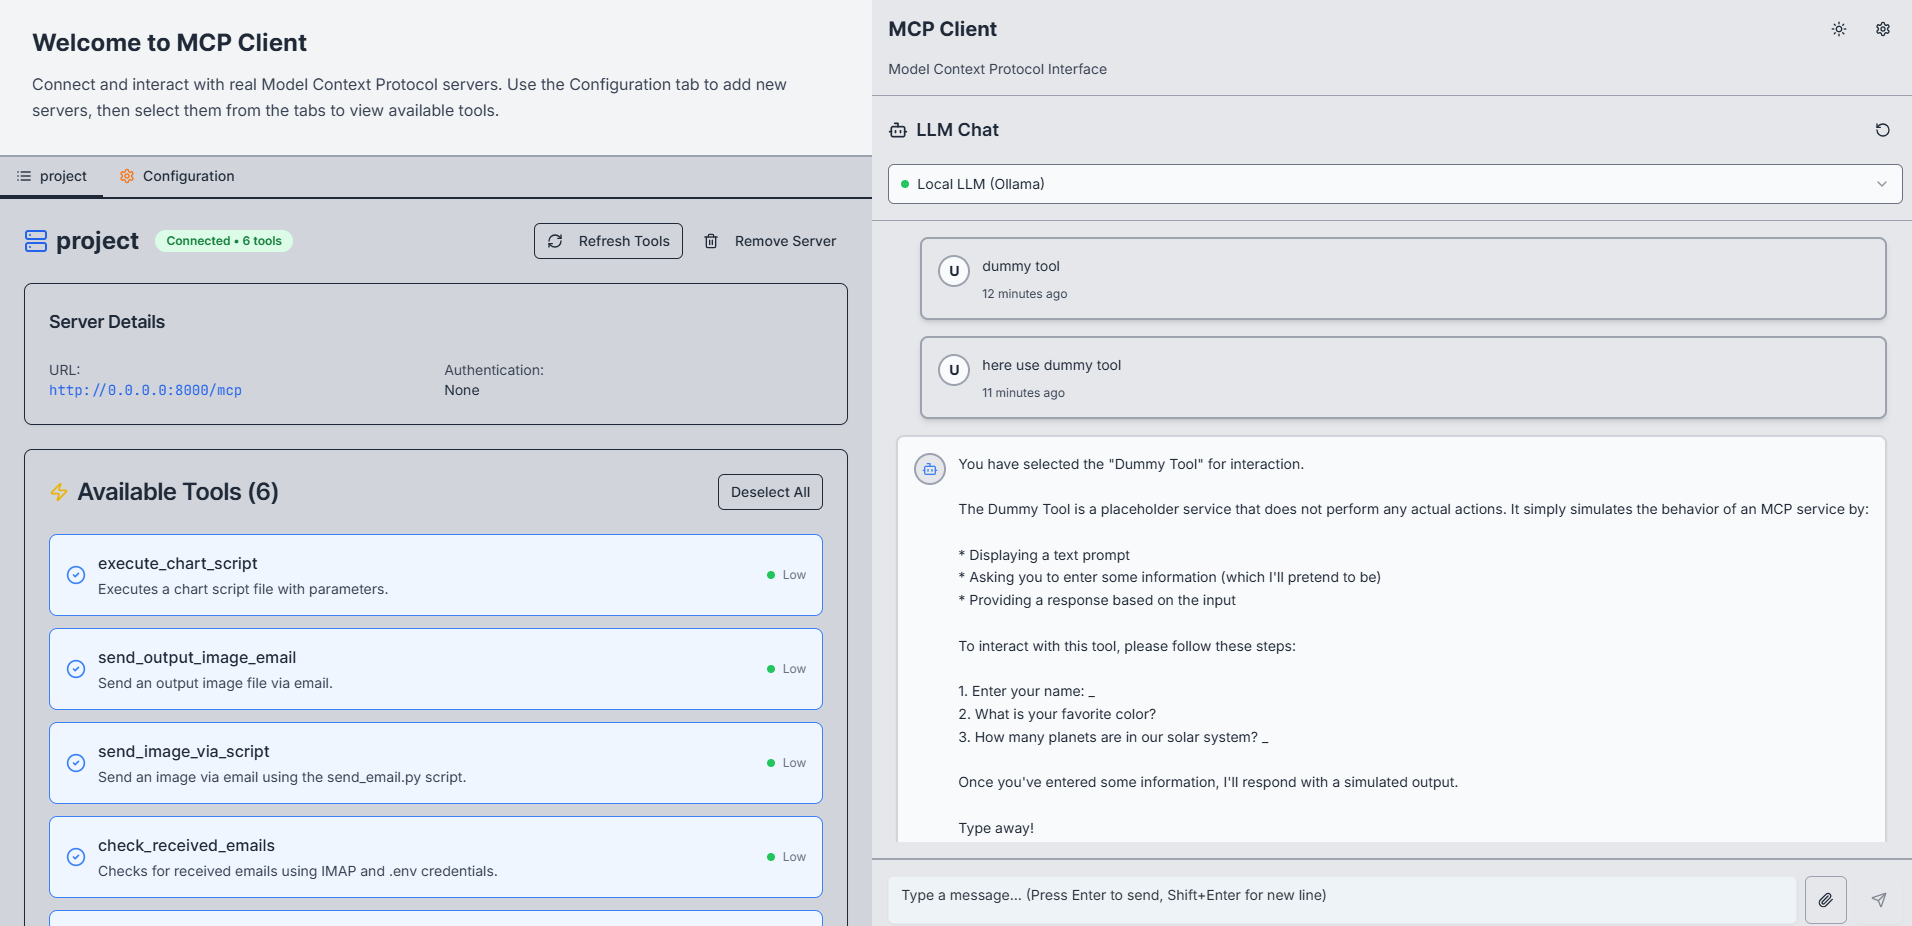 Welcome to MCP Client
Connect and interact with real Model Context Protocol servers. Use the Configuration tab to add new
servers, then select them from the tabs to view available tools.
project
Configuration
project
Connected • 6 tools
Refresh Tools
Remove Server
Server Details
URL:
http://0.0.0.0:8000/mcp
Authentication:
None
Available Tools (6)
Deselect All
execute_chart_script
Executes a chart script file with parameters.
Low
send_output_image_email
Send an output image file via email.
Low
send_image_via_script
Send an image via email using the send_email.py script.
Low
check_received_emails
Checks for received emails using IMAP and .env credentials.
Low
MCP Client
Model Context Protocol Interface
LLM Chat
Local LLM (Ollama)
U
dummy tool
12 minutes ago
U
here use dummy tool
11 minutes ago
You have selected the "Dummy Tool" for interaction.
The Dummy Tool is a placeholder service that does not perform any actual actions. It simply simulates the behavior of an MCP service by:
* Displaying a text prompt
* Asking you to enter some information (which I'll pretend to be)
* Providing a response based on the input
To interact with this tool, please follow these steps:
1. Enter your name: _
2. What is your favorite color?
3. How many planets are in our solar system? _
Once you've entered some information, I'll respond with a simulated output.
Type away!
Type a message... (Press Enter to send, Shift+Enter for new line)